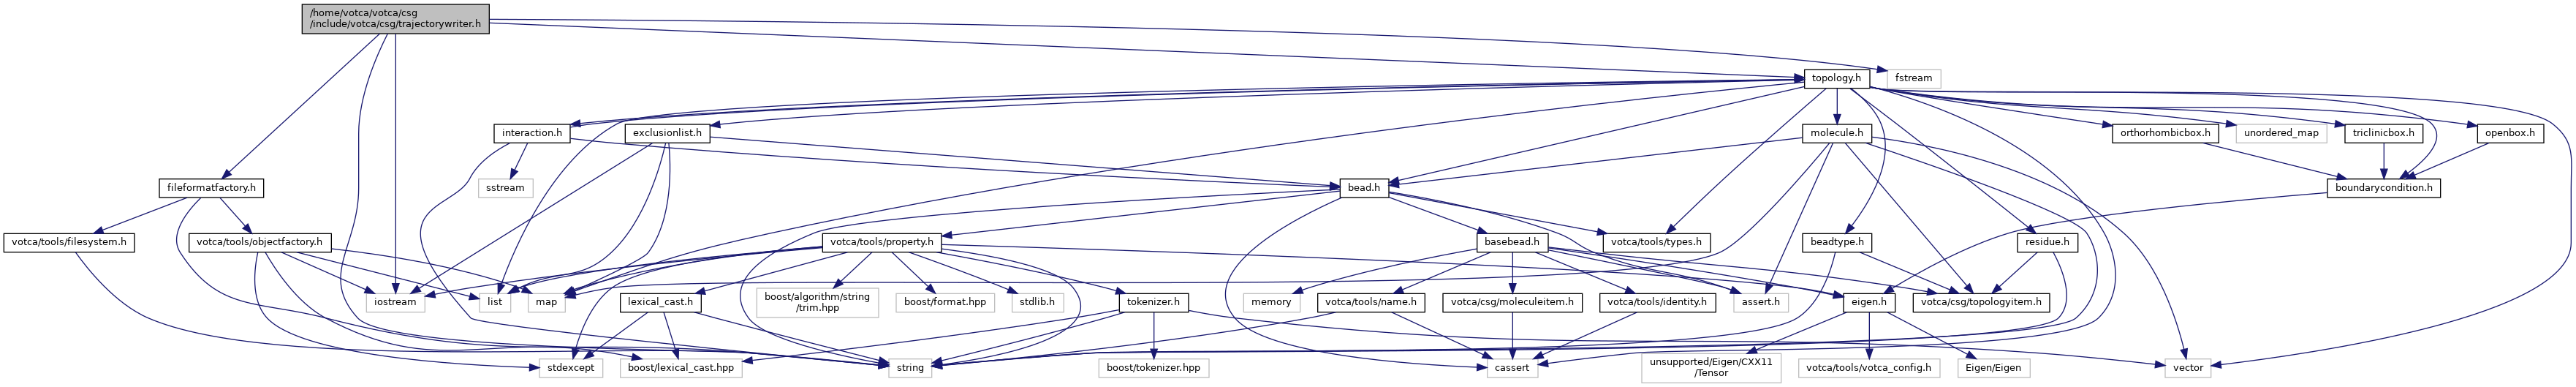 /home/votca/votca/csg
/include/votca/csg/trajectorywriter.h
topology.h
fstream
interaction.h
exclusionlist.h
molecule.h
orthorhombicbox.h
unordered_map
triclinicbox.h
openbox.h
fileformatfactory.h
sstream
bead.h
boundarycondition.h
votca/tools/filesystem.h
votca/tools/objectfactory.h
votca/tools/property.h
basebead.h
votca/tools/types.h
beadtype.h
residue.h
iostream
list
map
lexical_cast.h
boost/algorithm/string
/trim.hpp
boost/format.hpp
stdlib.h
tokenizer.h
memory
votca/tools/name.h
votca/csg/moleculeitem.h
votca/tools/identity.h
assert.h
eigen.h
votca/csg/topologyitem.h
stdexcept
boost/lexical_cast.hpp
string
boost/tokenizer.hpp
cassert
unsupported/Eigen/CXX11
/Tensor
votca/tools/votca_config.h
Eigen/Eigen
vector